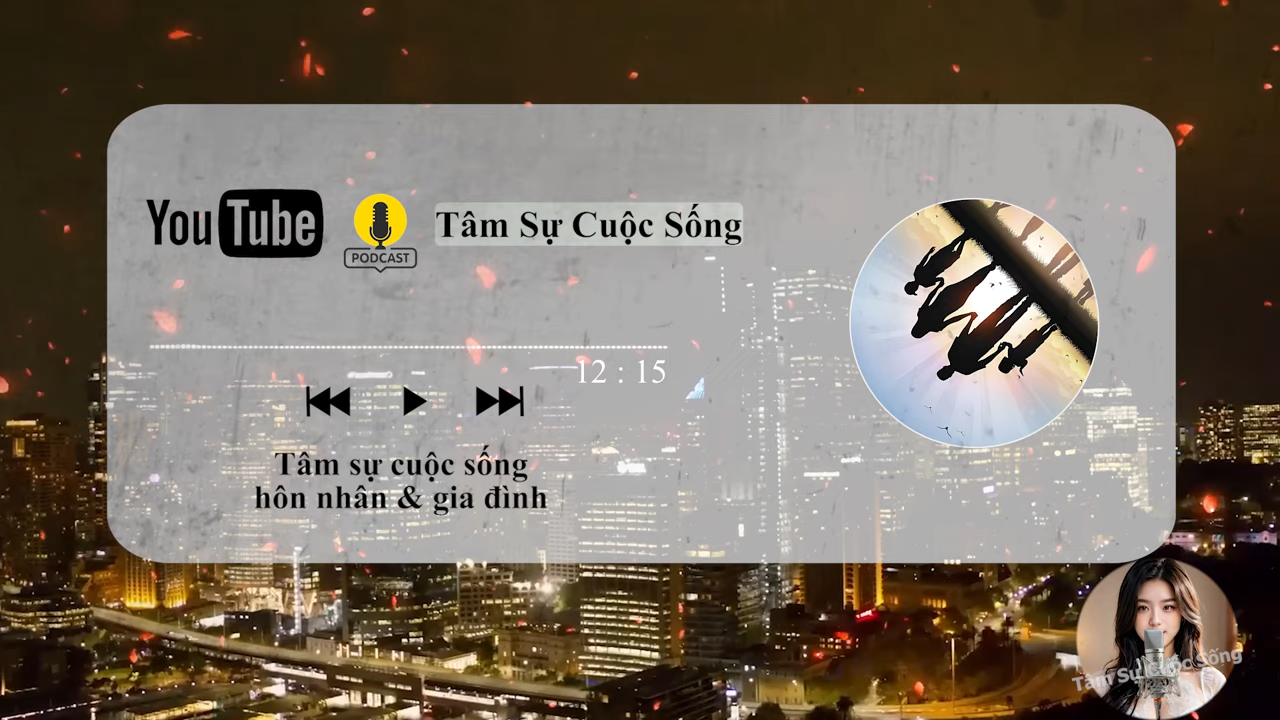 YouTube
PODCAST
Tâm Sự Cuộc Sống
12 : 15
Tâm sự cuộc sống
hôn nhân & gia đình
Tâm Sự Cuộc Sống